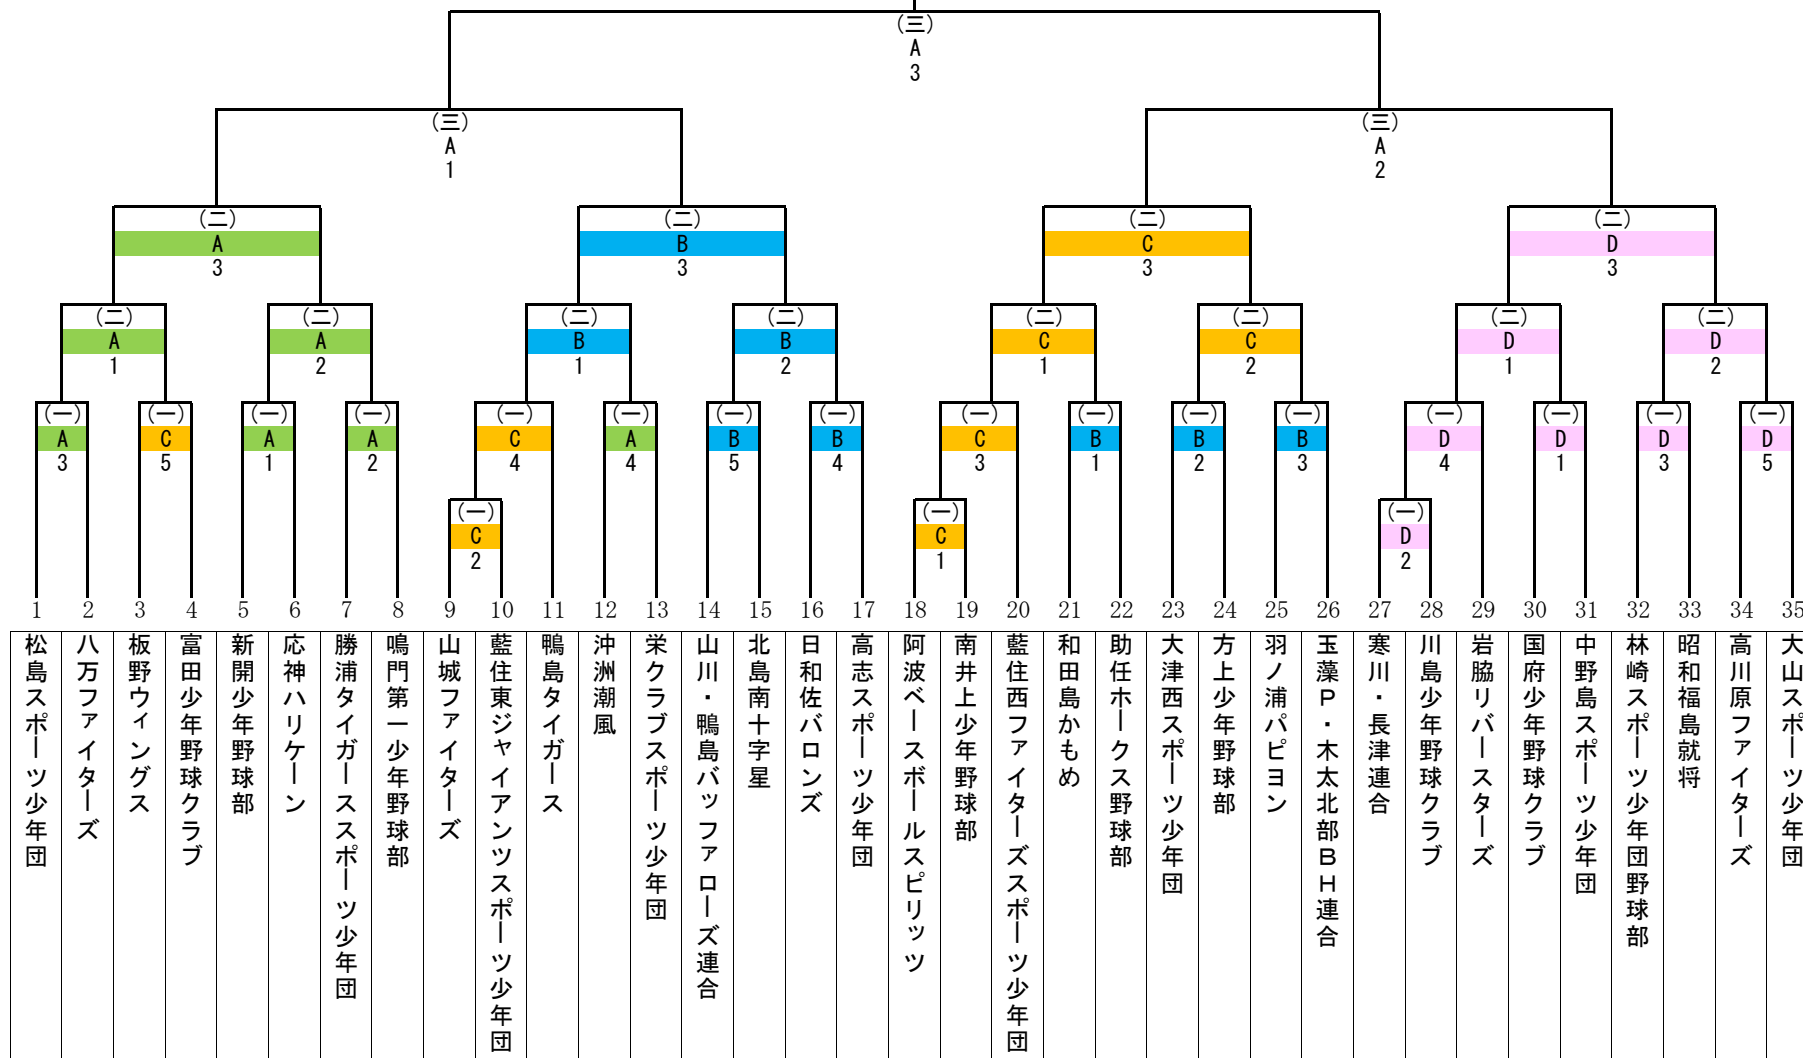 (三)
A
3
(三)
A
1
(三)
A
2
(二)
A
3
(二)
B
3
(二)
C
3
(二)
D
3
(二)
A
1
(二)
A
2
(二)
B
1
(二)
B
2
(二)
C
1
(二)
C
2
(二)
D
1
(二)
D
2
(一)
A
3
(一)
C
5
(一)
A
1
(一)
A
2
(一)
C
4
(一)
A
4
(一)
B
5
(一)
B
4
(一)
C
3
(一)
B
1
(一)
B
2
(一)
B
3
(一)
D
4
(一)
D
1
(一)
D
3
(一)
D
5
(一)
C
2
(一)
C
1
(一)
D
2
1
松島スポーツ少年団
2
八万ファイターズ
3
板野ウィングス
4
富田少年野球クラブ
5
新開少年野球部
6
応神ハリケーン
7
勝浦タイガーススポーツ少年団
8
鳴門第一少年野球部
9
山城ファイターズ
10
藍住東ジャイアンツスポーツ少年団
11
鴨島タイガース
12
沖洲潮風
13
栄クラブスポーツ少年団
14
山川・鴨島バッファローズ連合
15
北島南十字星
16
日和佐バロンズ
17
高志スポーツ少年団
18
阿波ベースボールスピリッツ
19
南井上少年野球部
20
藍住西ファイターズスポーツ少年団
21
和田島かもめ
22
助任ホークス野球部
23
大津西スポーツ少年団
24
方上少年野球部
25
羽ノ浦パピヨン
26
玉藻P・木太北部BH連合
27
寒川・長津連合
28
川島少年野球クラブ
29
岩脇リバースターズ
30
国府少年野球クラブ
31
中野島スポーツ少年団
32
林崎スポーツ少年団野球部
33
昭和福島就将
34
高川原ファイターズ
35
大山スポーツ少年団